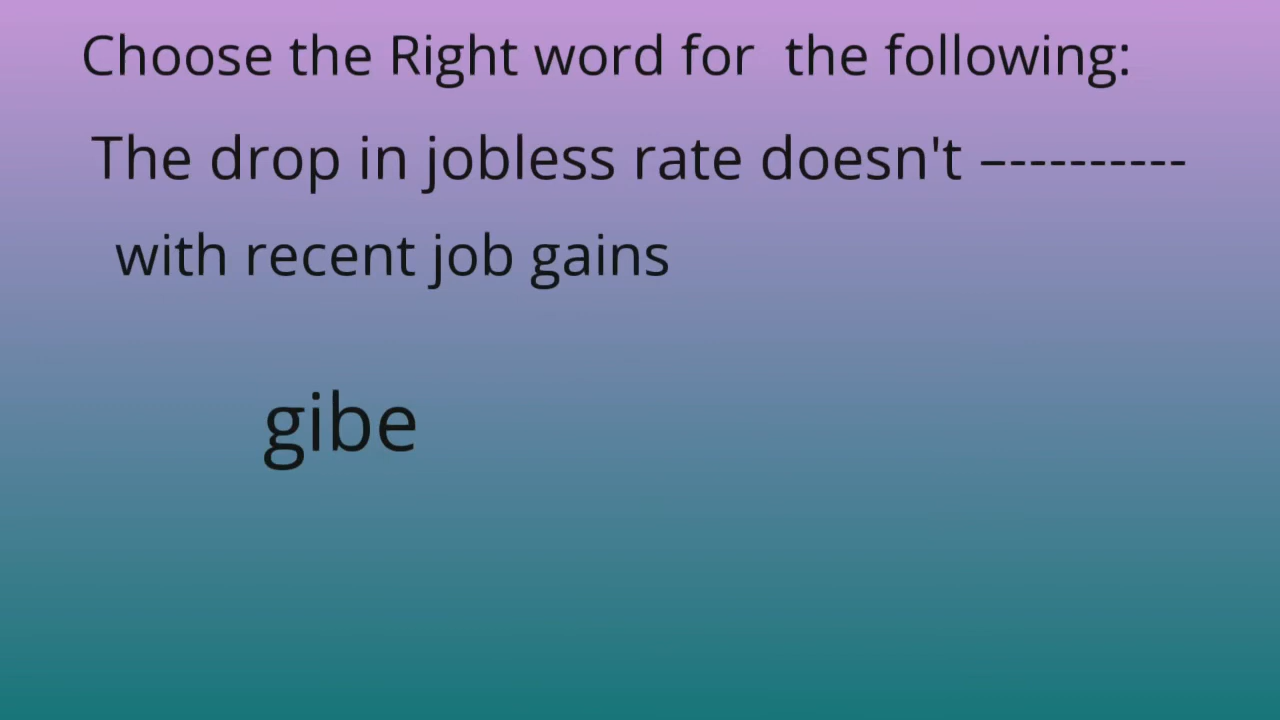 Choose the Right word for  the following:
The drop in jobless rate doesn't –----------
with recent job gains
gibe